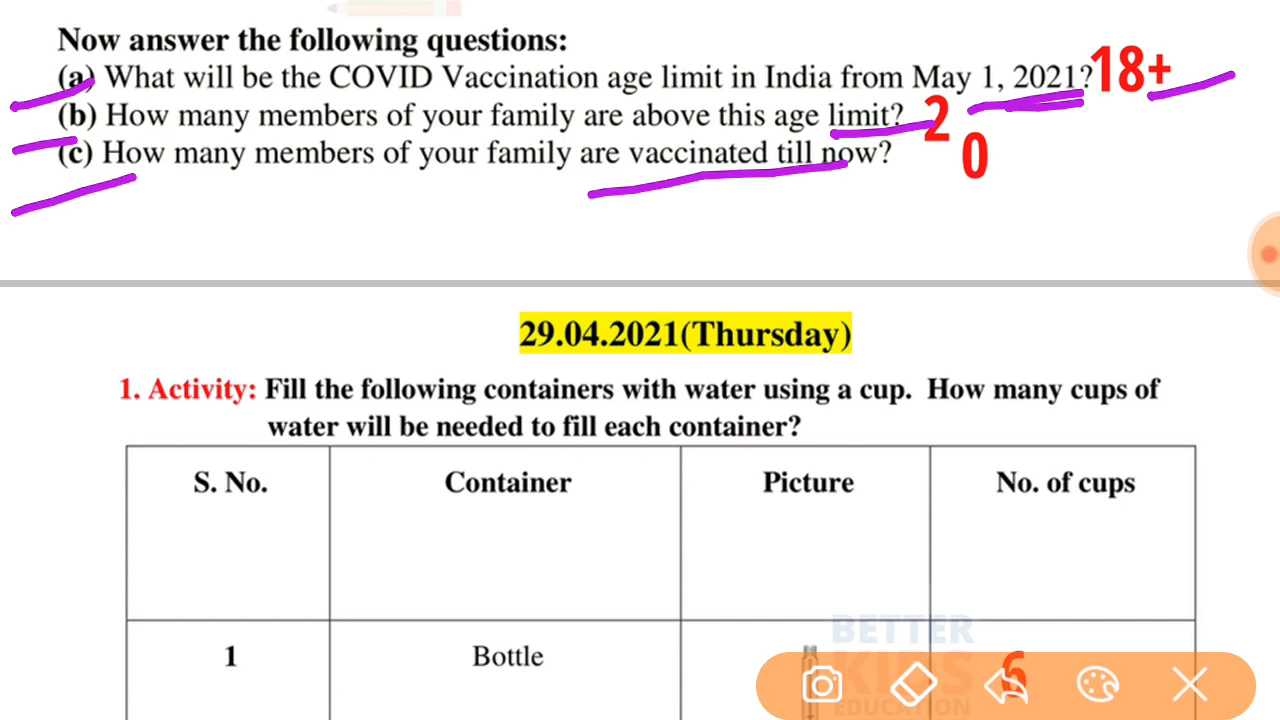 Now answer the following questions:
(a) What will be the COVID Vaccination age limit in India from May 1, 2021? 18+
(b) How many members of your family are above this age limit? 2
(c) How many members of your family are vaccinated till now? 0
29.04.2021(Thursday)
1. Activity: Fill the following containers with water using a cup. How many cups of
water will be needed to fill each container?
S. No. Container Picture No. of cups
1 Bottle 6
BETTER
KIDS
EDUCATION